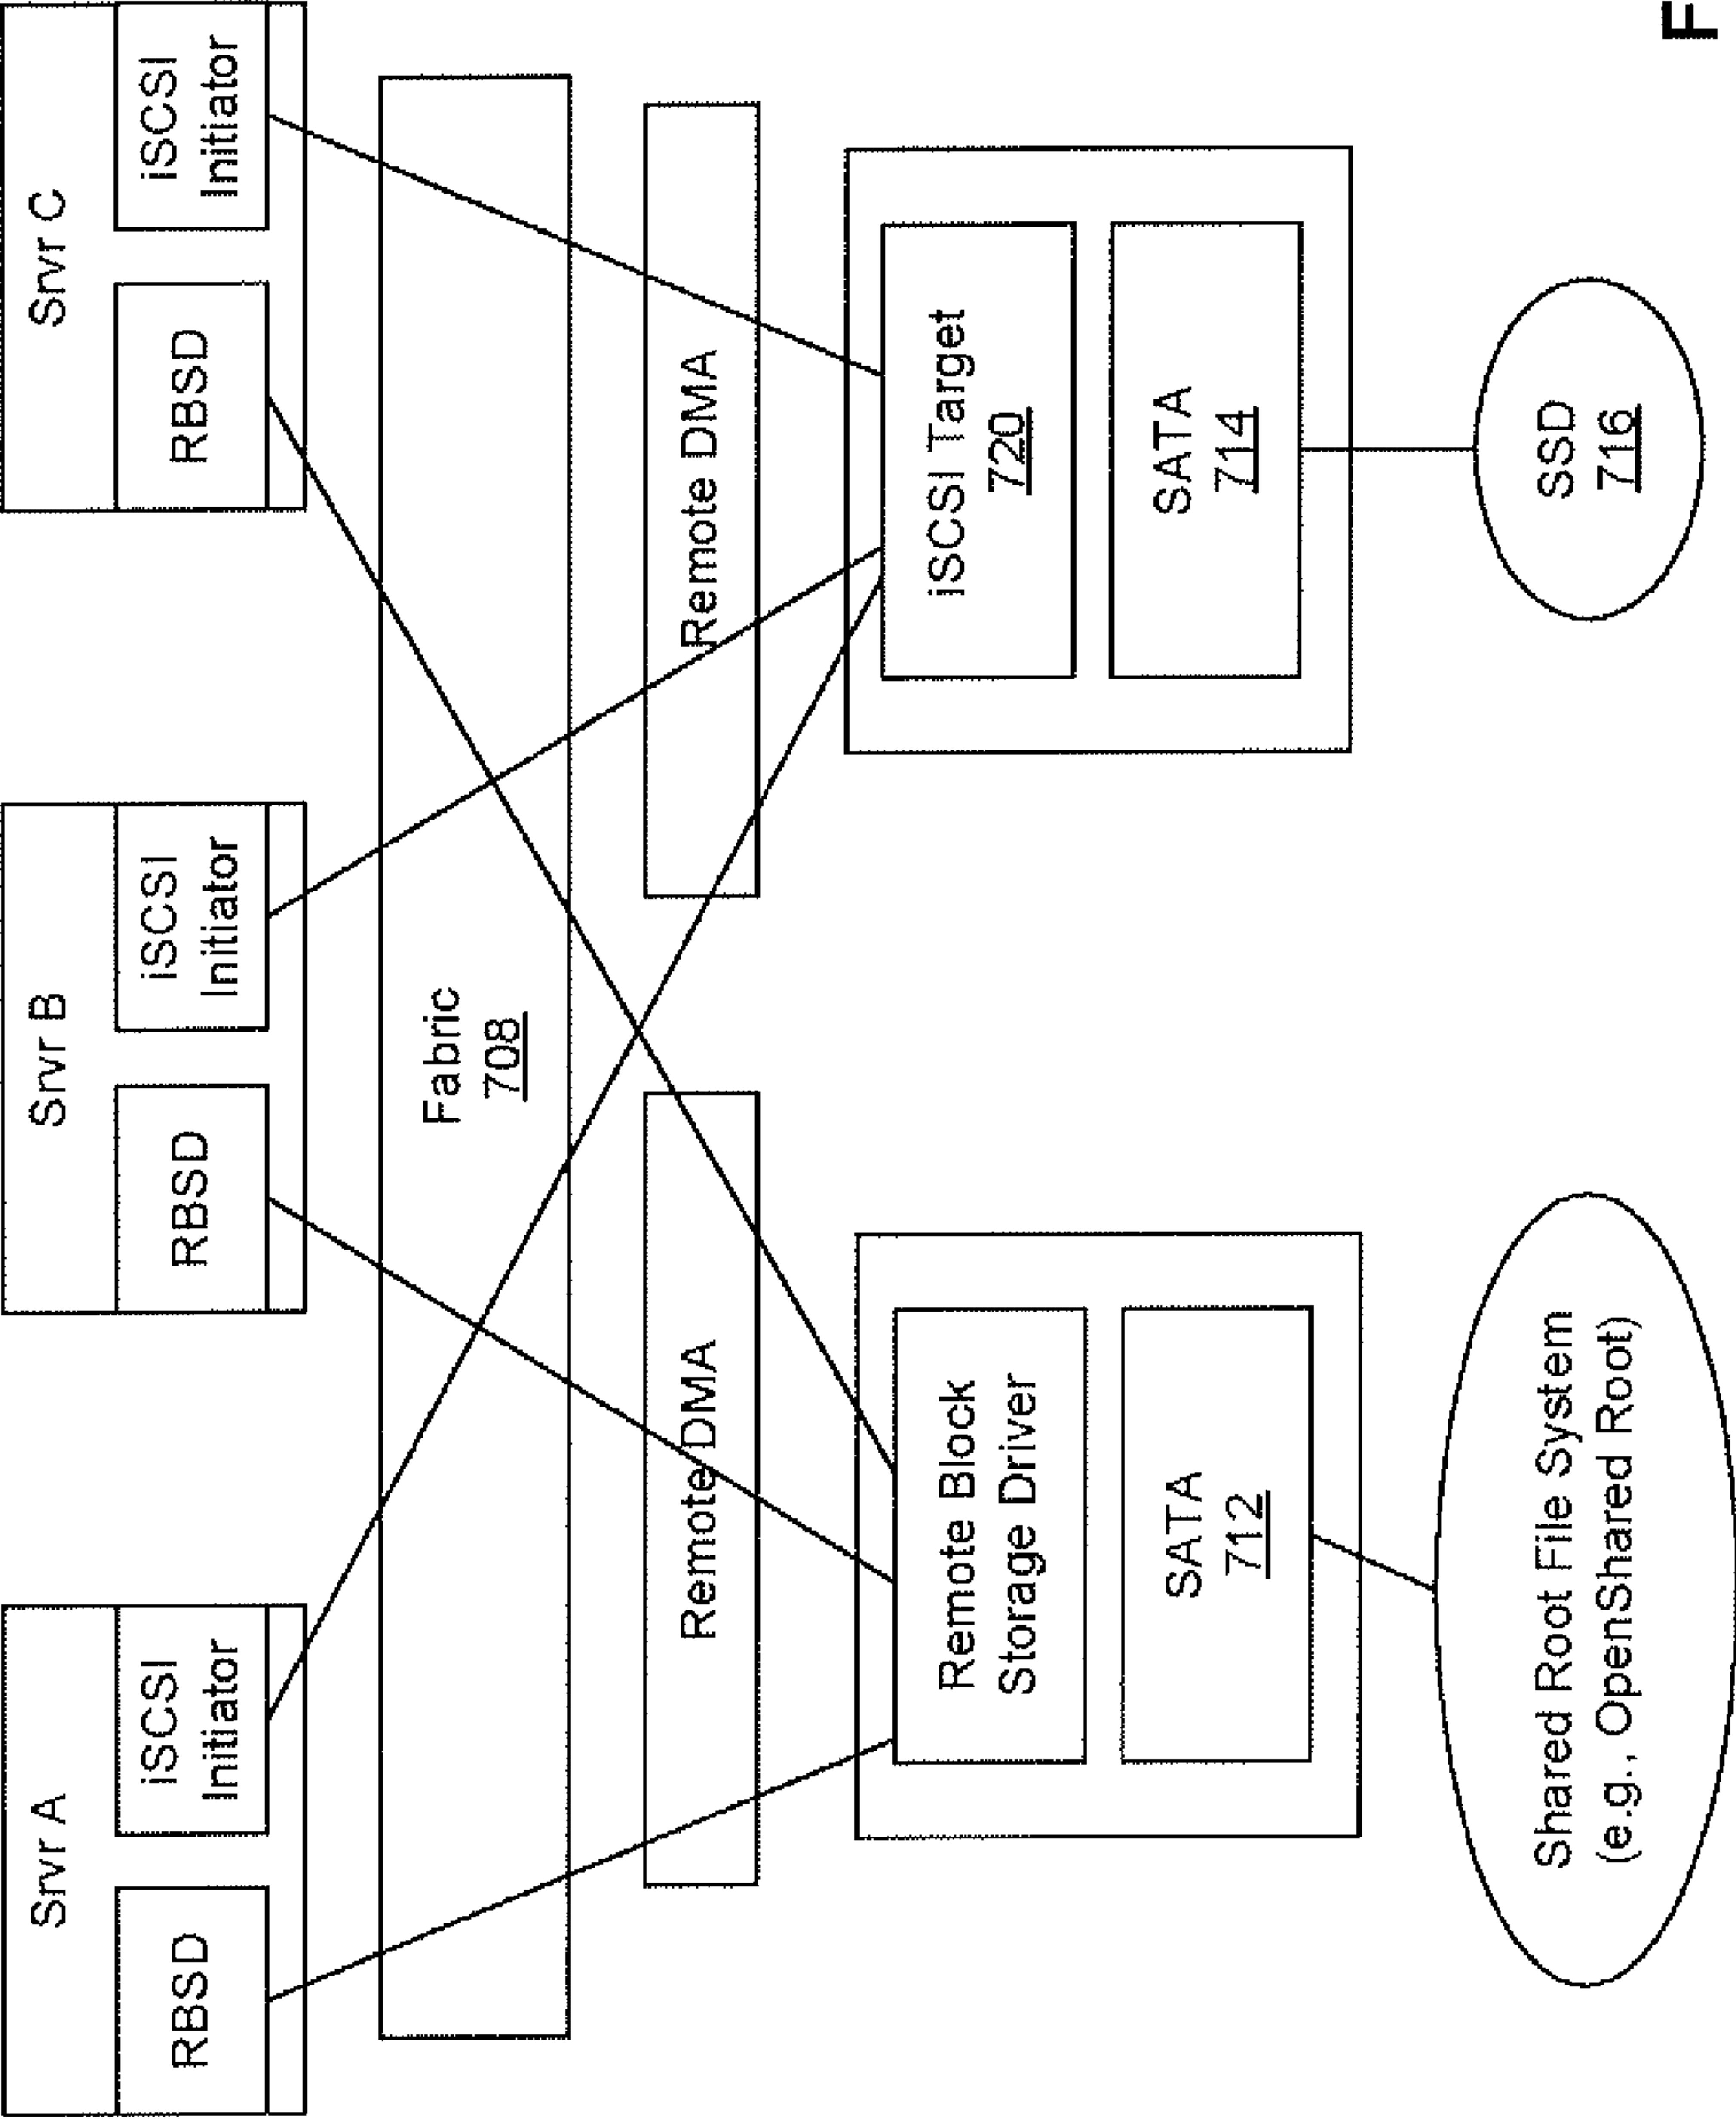 Srvr A
RBSD
iSCSI
Initiator
Srvr B
RBSD
iSCSI
Initiator
Srvr C
RBSD
iSCSI
Initiator
Fabric
708
Remote DMA
Remote DMA
Remote Block
Storage Driver
SATA
712
iSCSI Target
720
SATA
714
Shared Root File System
(e.g., OpenShared Root)
SSD
716
F